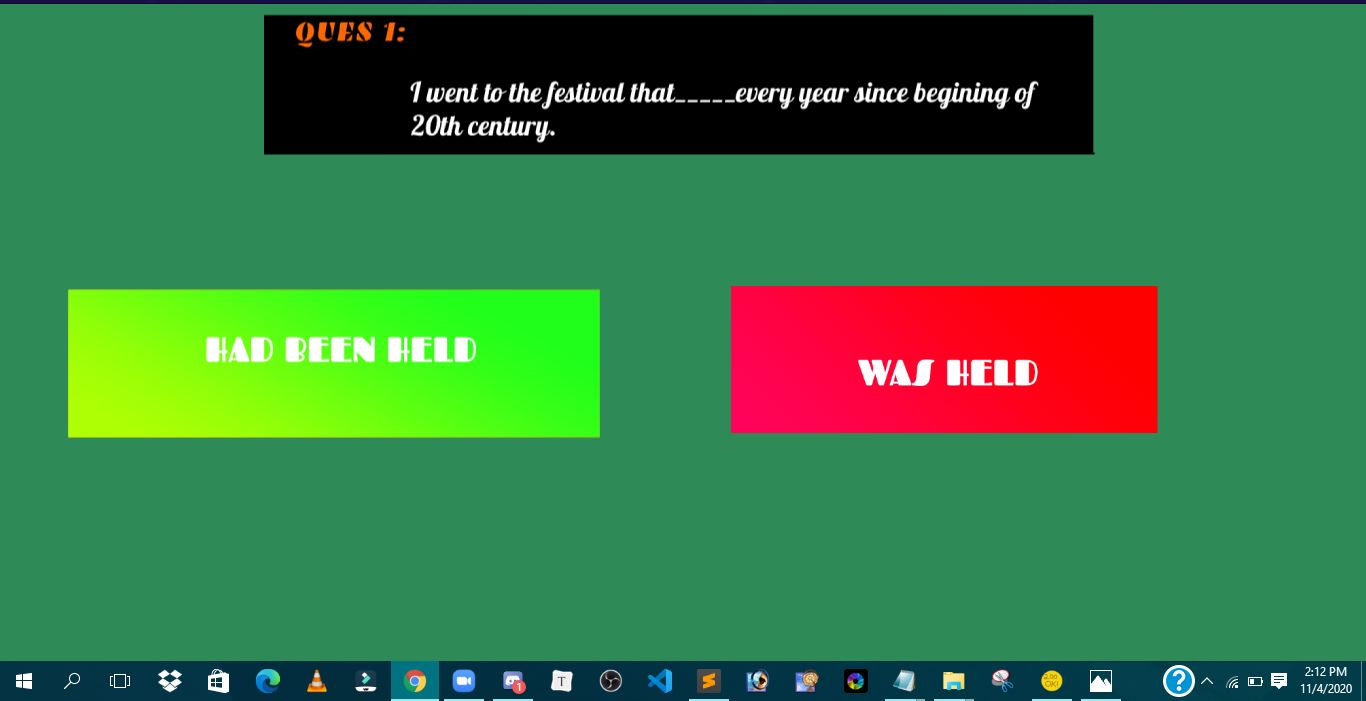 QUES 1:
I went to the festival that_____every year since begining of
20th century.
HAD BEEN HELD
WAS HELD
T
1
?
2:12 PM
11/4/2020